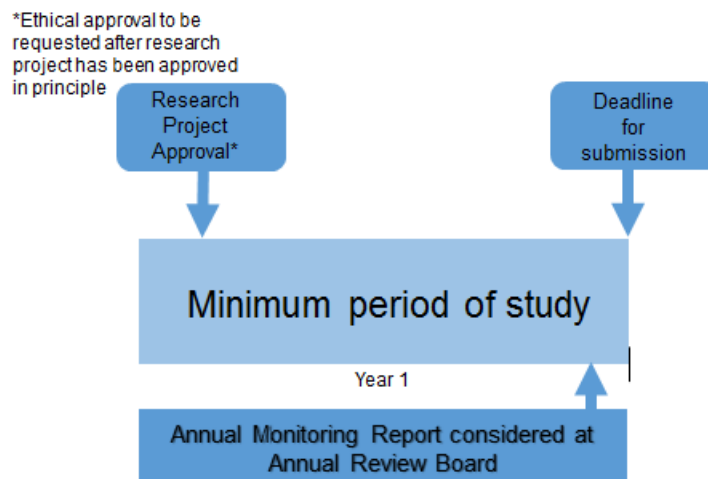 *Ethical approval to be
requested after research
project has been approved
in principle
Research
Project
Approval*
Deadline
for
submission
Minimum period of study
Year 1
Annual Monitoring Report considered at
Annual Review Board